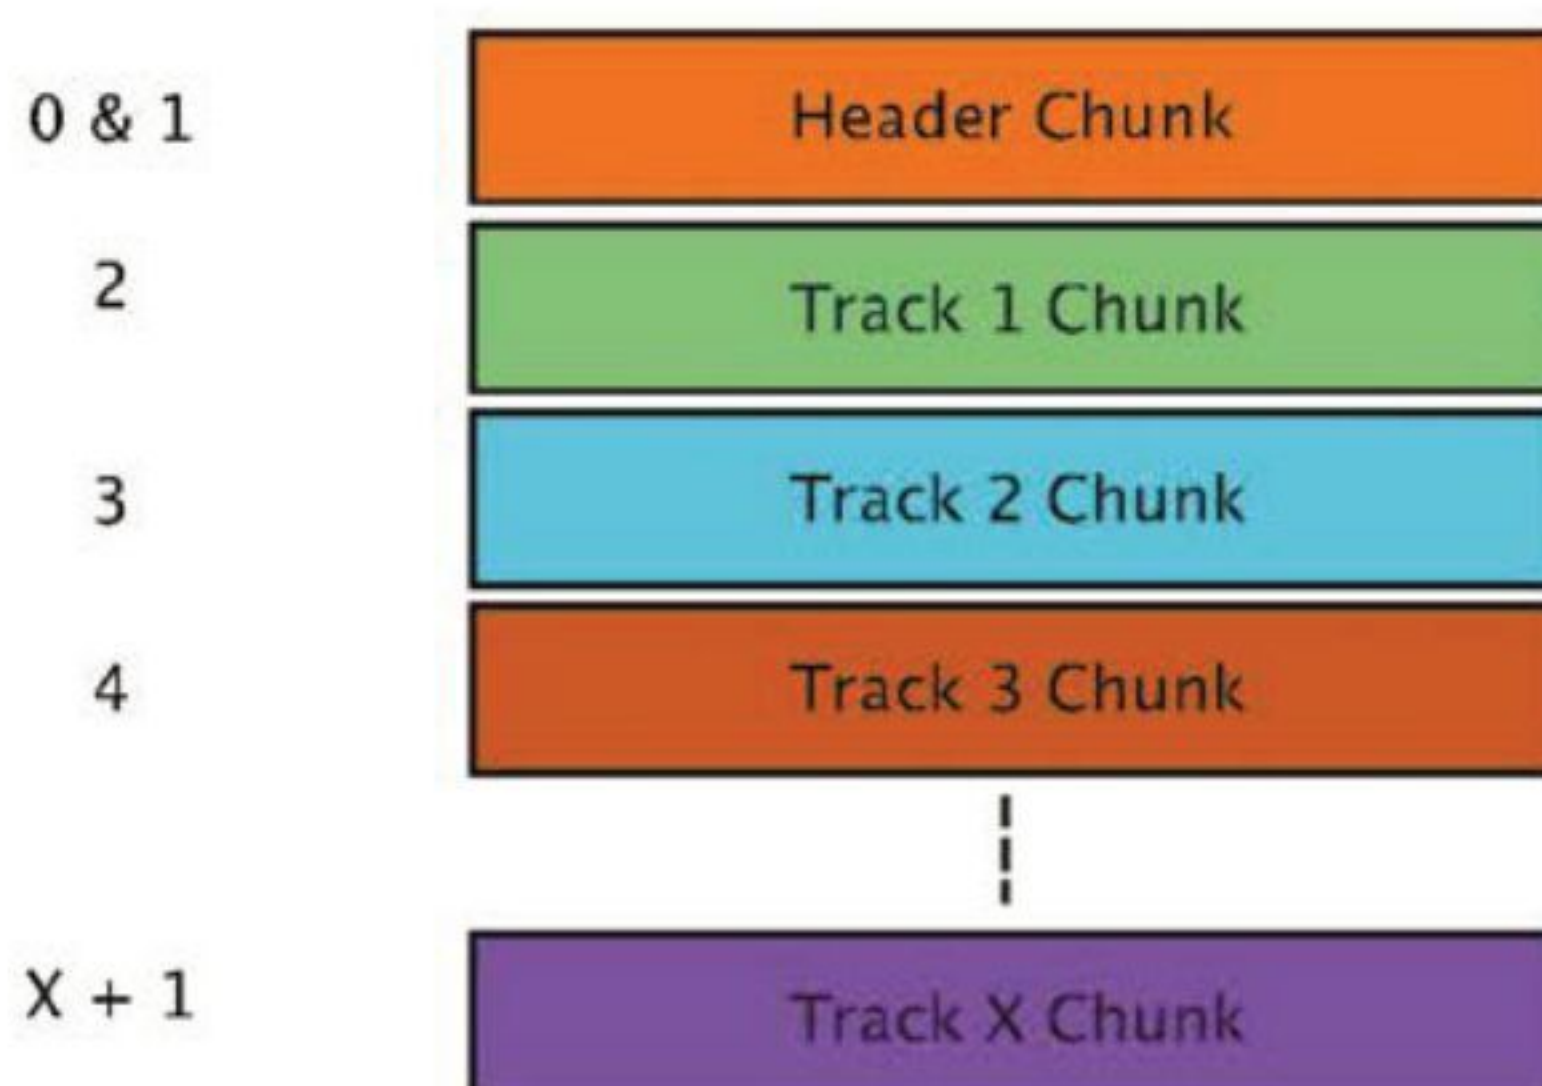 0 & 1 Header Chunk
2 Track 1 Chunk
3 Track 2 Chunk
4 Track 3 Chunk
X + 1 Track X Chunk